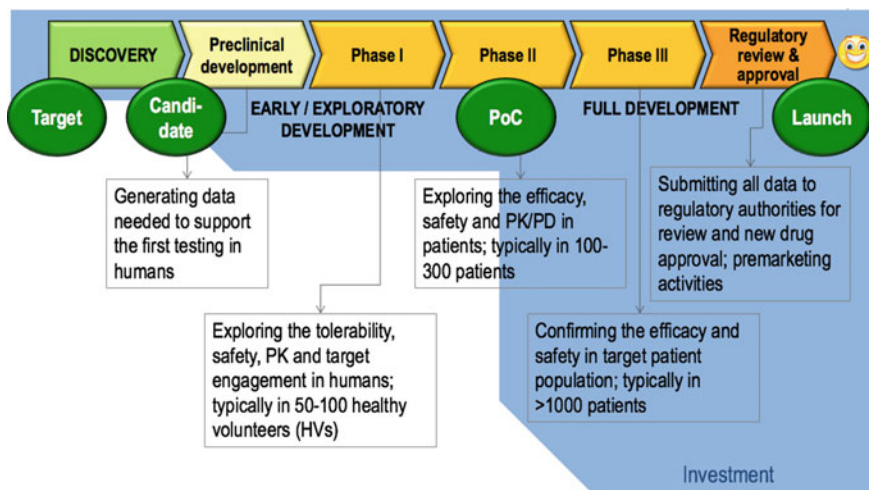 DISCOVERY
Preclinical
development
Phase I
Phase II
Phase III
Regulatory
review &
approval
Target
Candi-
date
EARLY / EXPLORATORY
DEVELOPMENT
PoC
FULL DEVELOPMENT
Launch
Generating data
needed to support
the first testing in
humans
Exploring the efficacy,
safety and PK/PD in
patients; typically in 100-
300 patients
Submitting all data to
regulatory authorities for
review and new drug
approval; premarketing
activities
Exploring the tolerability,
safety, PK and target
engagement in humans;
typically in 50-100 healthy
volunteers (HVs)
Confirming the efficacy and
safety in target patient
population; typically in
>1000 patients
Investment